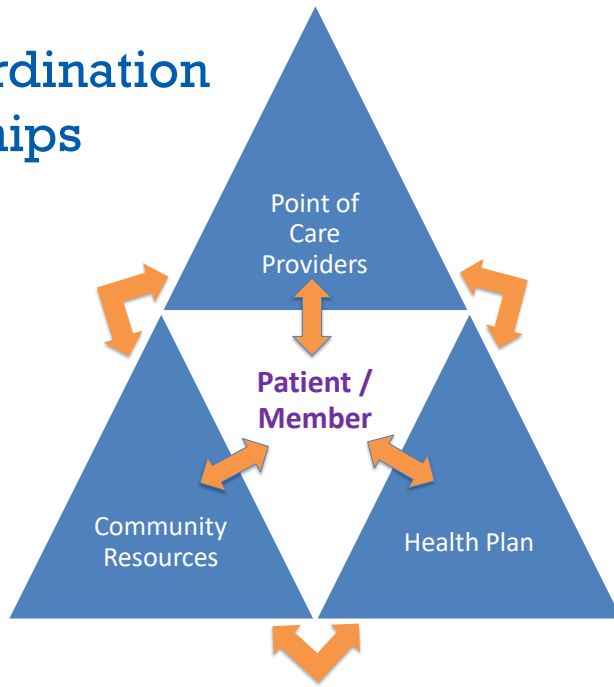 rdination
hips
Point of
Care
Providers
Patient /
Member
Community
Resources
Health Plan